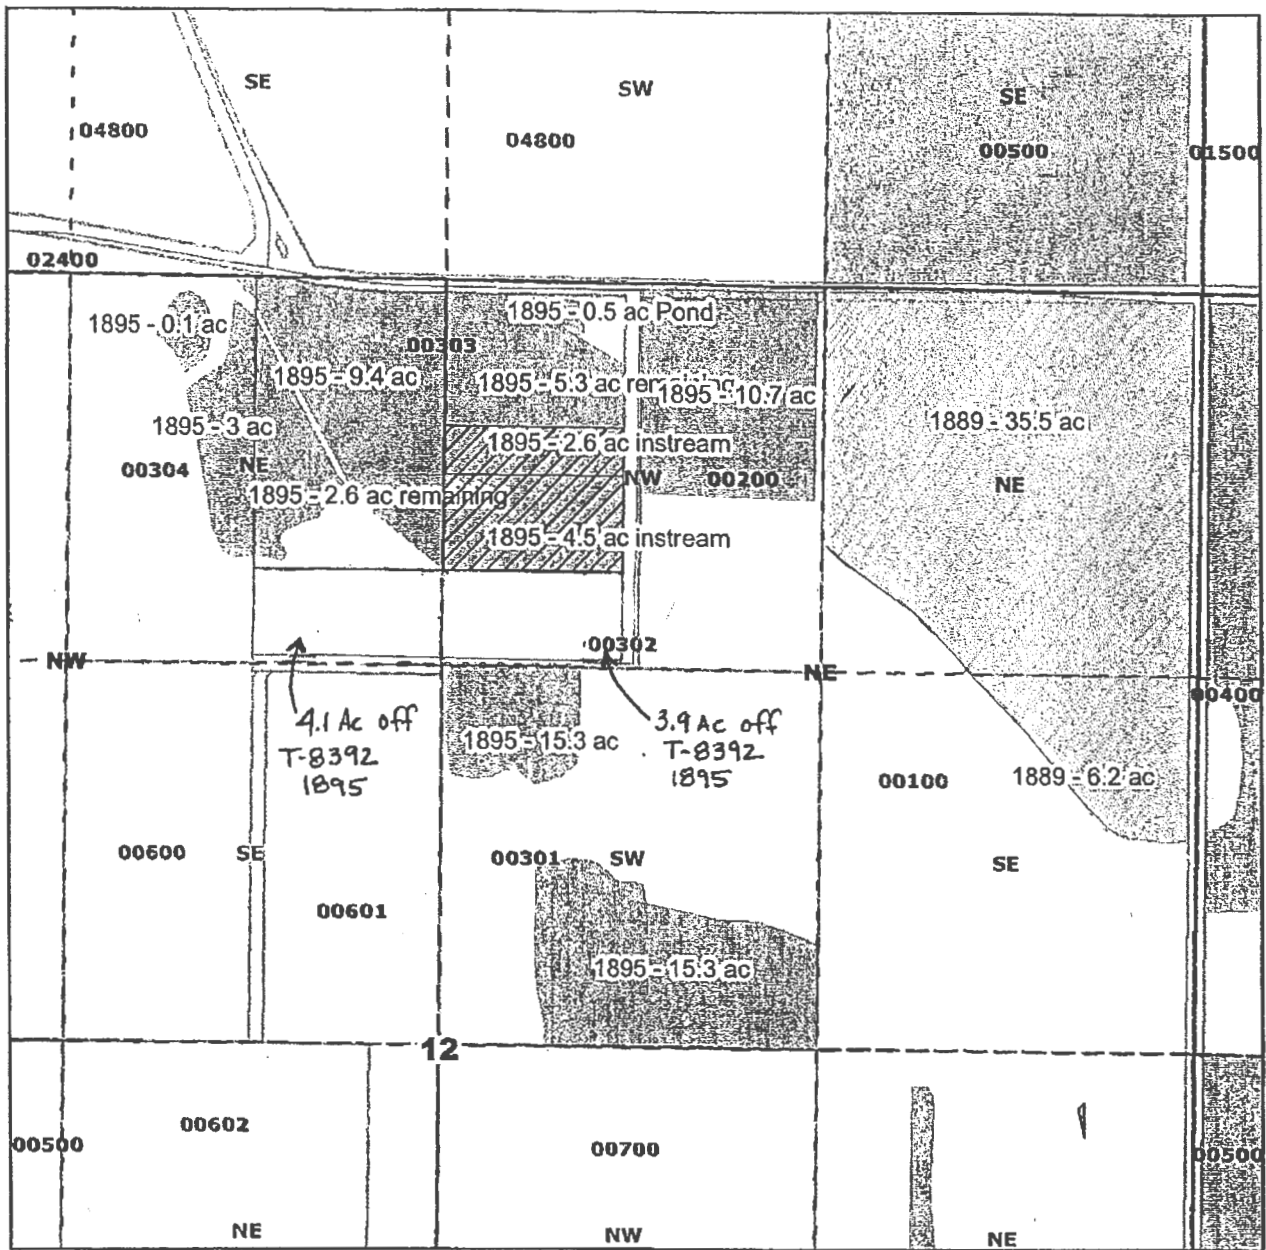 SE
SW
SE
04800
04800
00500
01500
02400
1895 - 0.1 ac
1895 - 0.5 ac Pond
00303
1895 - 9.4 ac
1895 - 5.3 ac remaining
1895 - 10.7 ac
1895 - 3 ac
1889 - 35.5 ac
1895 - 2.6 ac instream
00304
NE
NW
00200
NE
1895 - 2.6 ac remaining
1895 - 4.5 ac instream
00302
NW
NE
00400
4.1 Ac off
T-8392
1895
3.9 Ac off
T-8392
1895
1895 - 15.3 ac
00100
1889 - 6.2 ac
00600
SE
00301
SW
SE
00601
1895 - 15.3 ac
12
00602
00500
00700
00500
NE
NW
NE